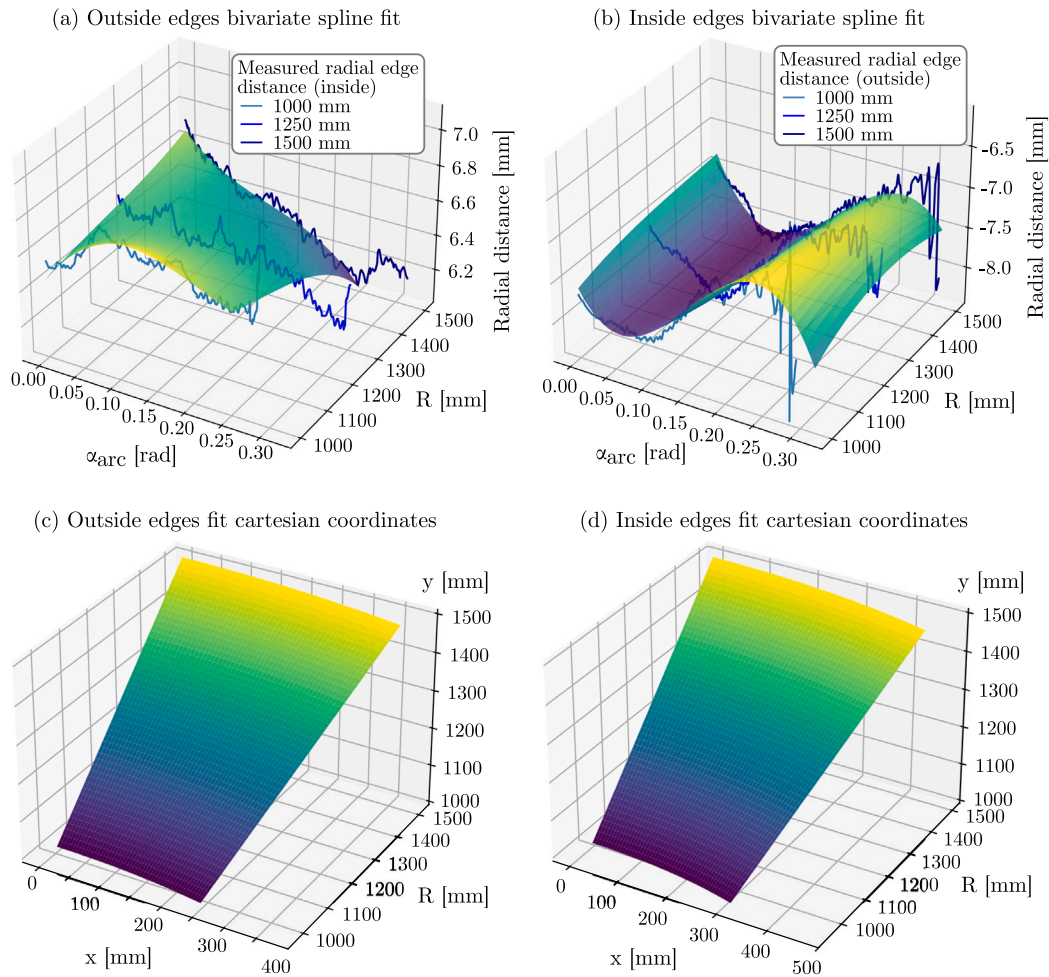 (a) Outside edges bivariate spline fit
Measured radial edge
distance (inside)
1000 mm
1250 mm
1500 mm
7.0
6.8
6.6
6.4
6.2
Radial distance [mm]
1500
1400
1300
1200
1100
1000
R [mm]
0.00
0.05
0.10
0.15
0.20
0.25
0.30
αarc [rad]
(b) Inside edges bivariate spline fit
Measured radial edge
distance (outside)
1000 mm
1250 mm
1500 mm
-6.5
-7.0
-7.5
-8.0
Radial distance [mm]
1500
1400
1300
1200
1100
1000
R [mm]
0.00
0.05
0.10
0.15
0.20
0.25
0.30
αarc [rad]
(c) Outside edges fit cartesian coordinates
y [mm]
1500
1400
1300
1200
1100
1000
1500
1400
1300
1200
1100
1000
R [mm]
0
100
200
300
400
x [mm]
(d) Inside edges fit cartesian coordinates
y [mm]
1500
1400
1300
1200
1100
1000
1500
1400
1300
1200
1100
1000
R [mm]
0
100
200
300
400
500
x [mm]